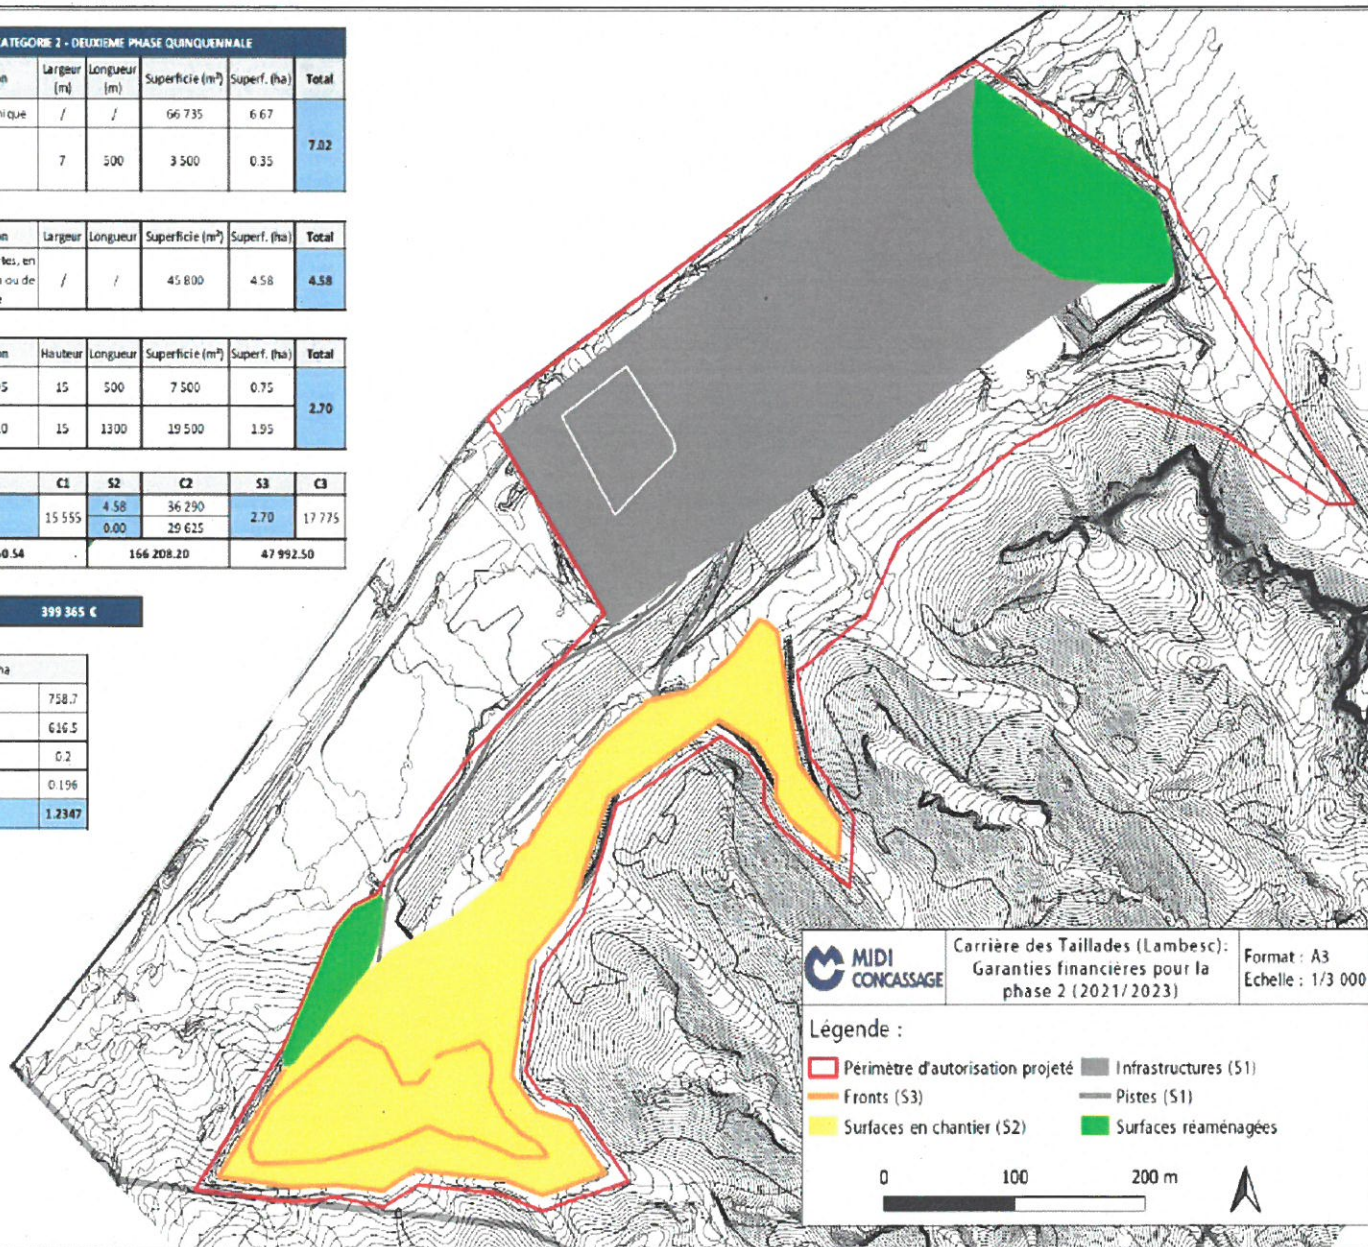 CATEGORIE 2 - DEUXIEME PHASE QUINQUENNALE
Largeur (m) Longueur (m) Superficie (m²) Superf. (ha) Total
/ / 66 735 6.67 7.02
7 500 3 500 0.35
Largeur Longueur Superficie (m²) Superf. (ha) Total
/ / 45 800 4.58 4.58
Hauteur Longueur Superficie (m²) Superf. (ha) Total
15 500 7 500 0.75 2.70
15 1300 19 500 1.95
C1 S2 C2 S3 C3
15 555 4.58 36 290 2.70 17 775
0.00 29 625
0.54 166 208.20 47 992.50
399 365 €
758.7
616.5
0.2
0.196
1.2347
MIDI
CONCASSAGE
Carrière des Taillades (Lambesc):
Garanties financières pour la
phase 2 (2021/2023)
Format : A3
Echelle : 1/3 000
Légende :
Périmètre d'autorisation projeté Infrastructures (S1)
Fronts (S3) Pistes (S1)
Surfaces en chantier (S2) Surfaces réaménagées
0 100 200 m